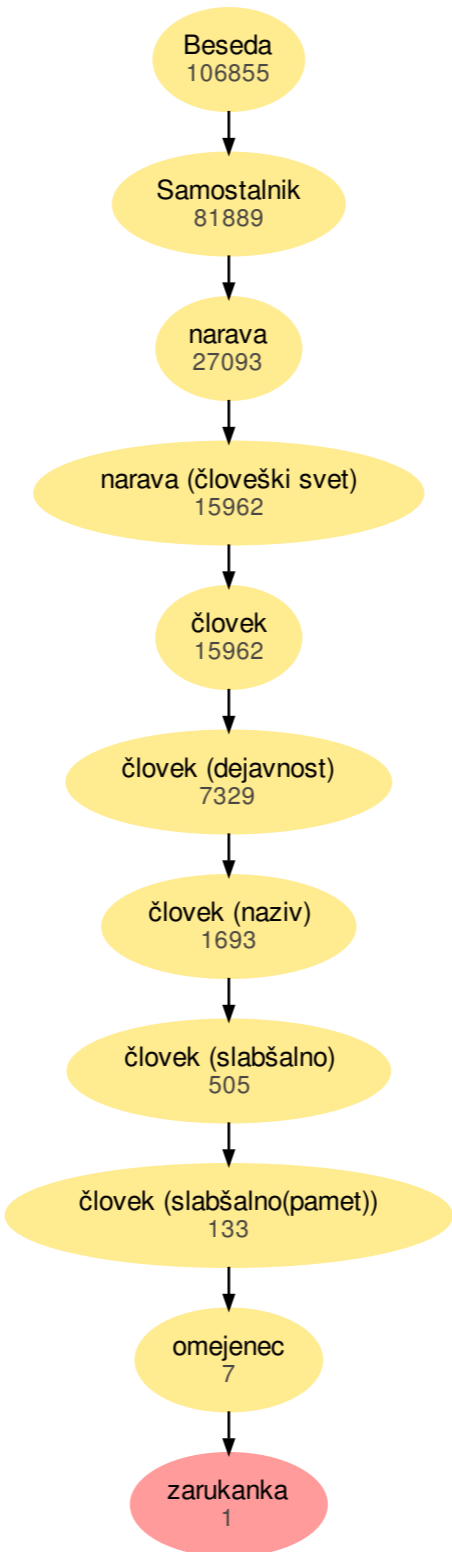 Beseda
106855
Samostalnik
81889
narava
27093
narava (človeški svet)
15962
človek
15962
človek (dejavnost)
7329
človek (naziv)
1693
človek (slabšalno)
505
človek (slabšalno(pamet))
133
omejenec
7
zarukanka
1